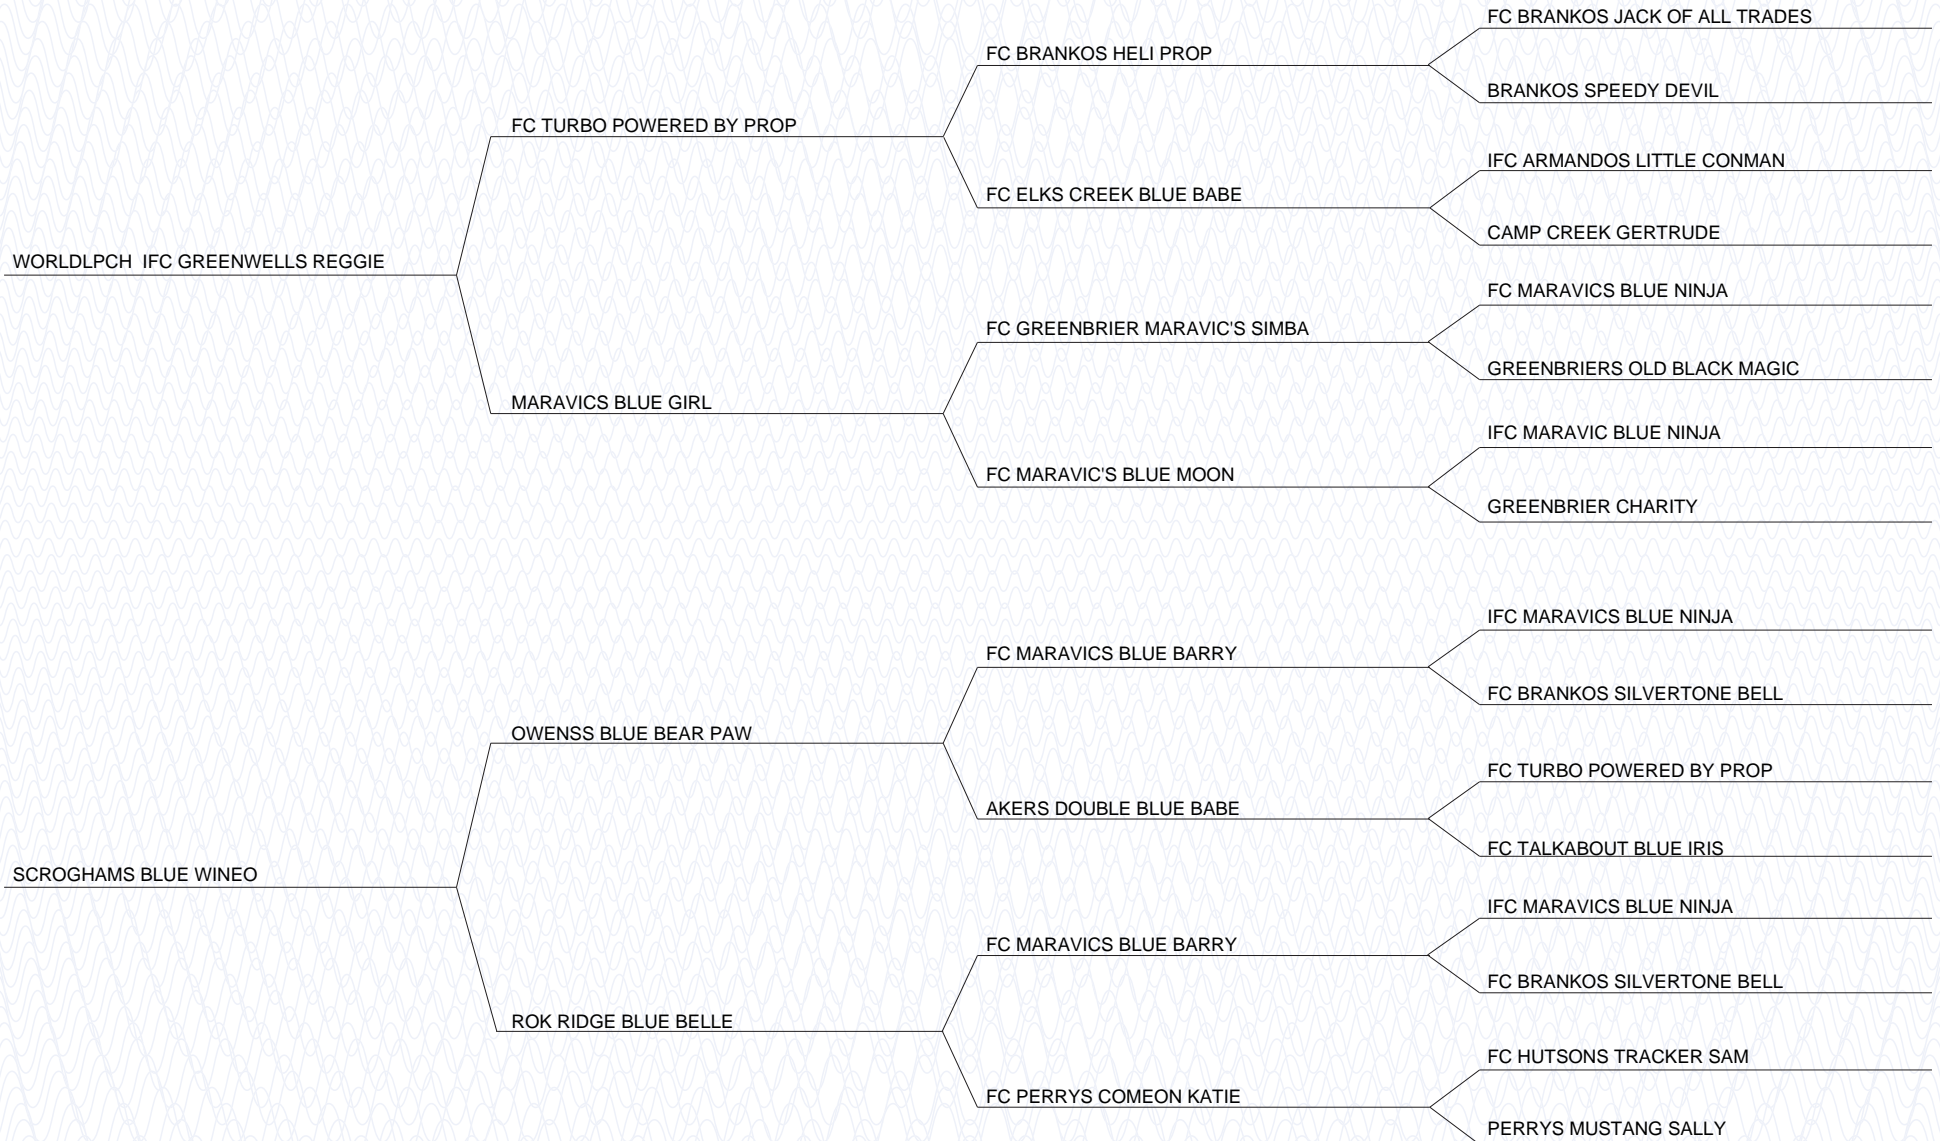 FC BRANKOS JACK OF ALL TRADES
FC BRANKOS HELI PROP
BRANKOS SPEEDY DEVIL
FC TURBO POWERED BY PROP
IFC ARMANDOS LITTLE CONMAN
FC ELKS CREEK BLUE BABE
CAMP CREEK GERTRUDE
WORLDLPCH  IFC GREENWELLS REGGIE
FC MARAVICS BLUE NINJA
FC GREENBRIER MARAVIC'S SIMBA
GREENBRIERS OLD BLACK MAGIC
MARAVICS BLUE GIRL
IFC MARAVIC BLUE NINJA
FC MARAVIC'S BLUE MOON
GREENBRIER CHARITY
IFC MARAVICS BLUE NINJA
FC MARAVICS BLUE BARRY
FC BRANKOS SILVERTONE BELL
OWENSS BLUE BEAR PAW
FC TURBO POWERED BY PROP
AKERS DOUBLE BLUE BABE
FC TALKABOUT BLUE IRIS
SCROGHAMS BLUE WINEO
IFC MARAVICS BLUE NINJA
FC MARAVICS BLUE BARRY
FC BRANKOS SILVERTONE BELL
ROK RIDGE BLUE BELLE
FC HUTSONS TRACKER SAM
FC PERRYS COMEON KATIE
PERRYS MUSTANG SALLY